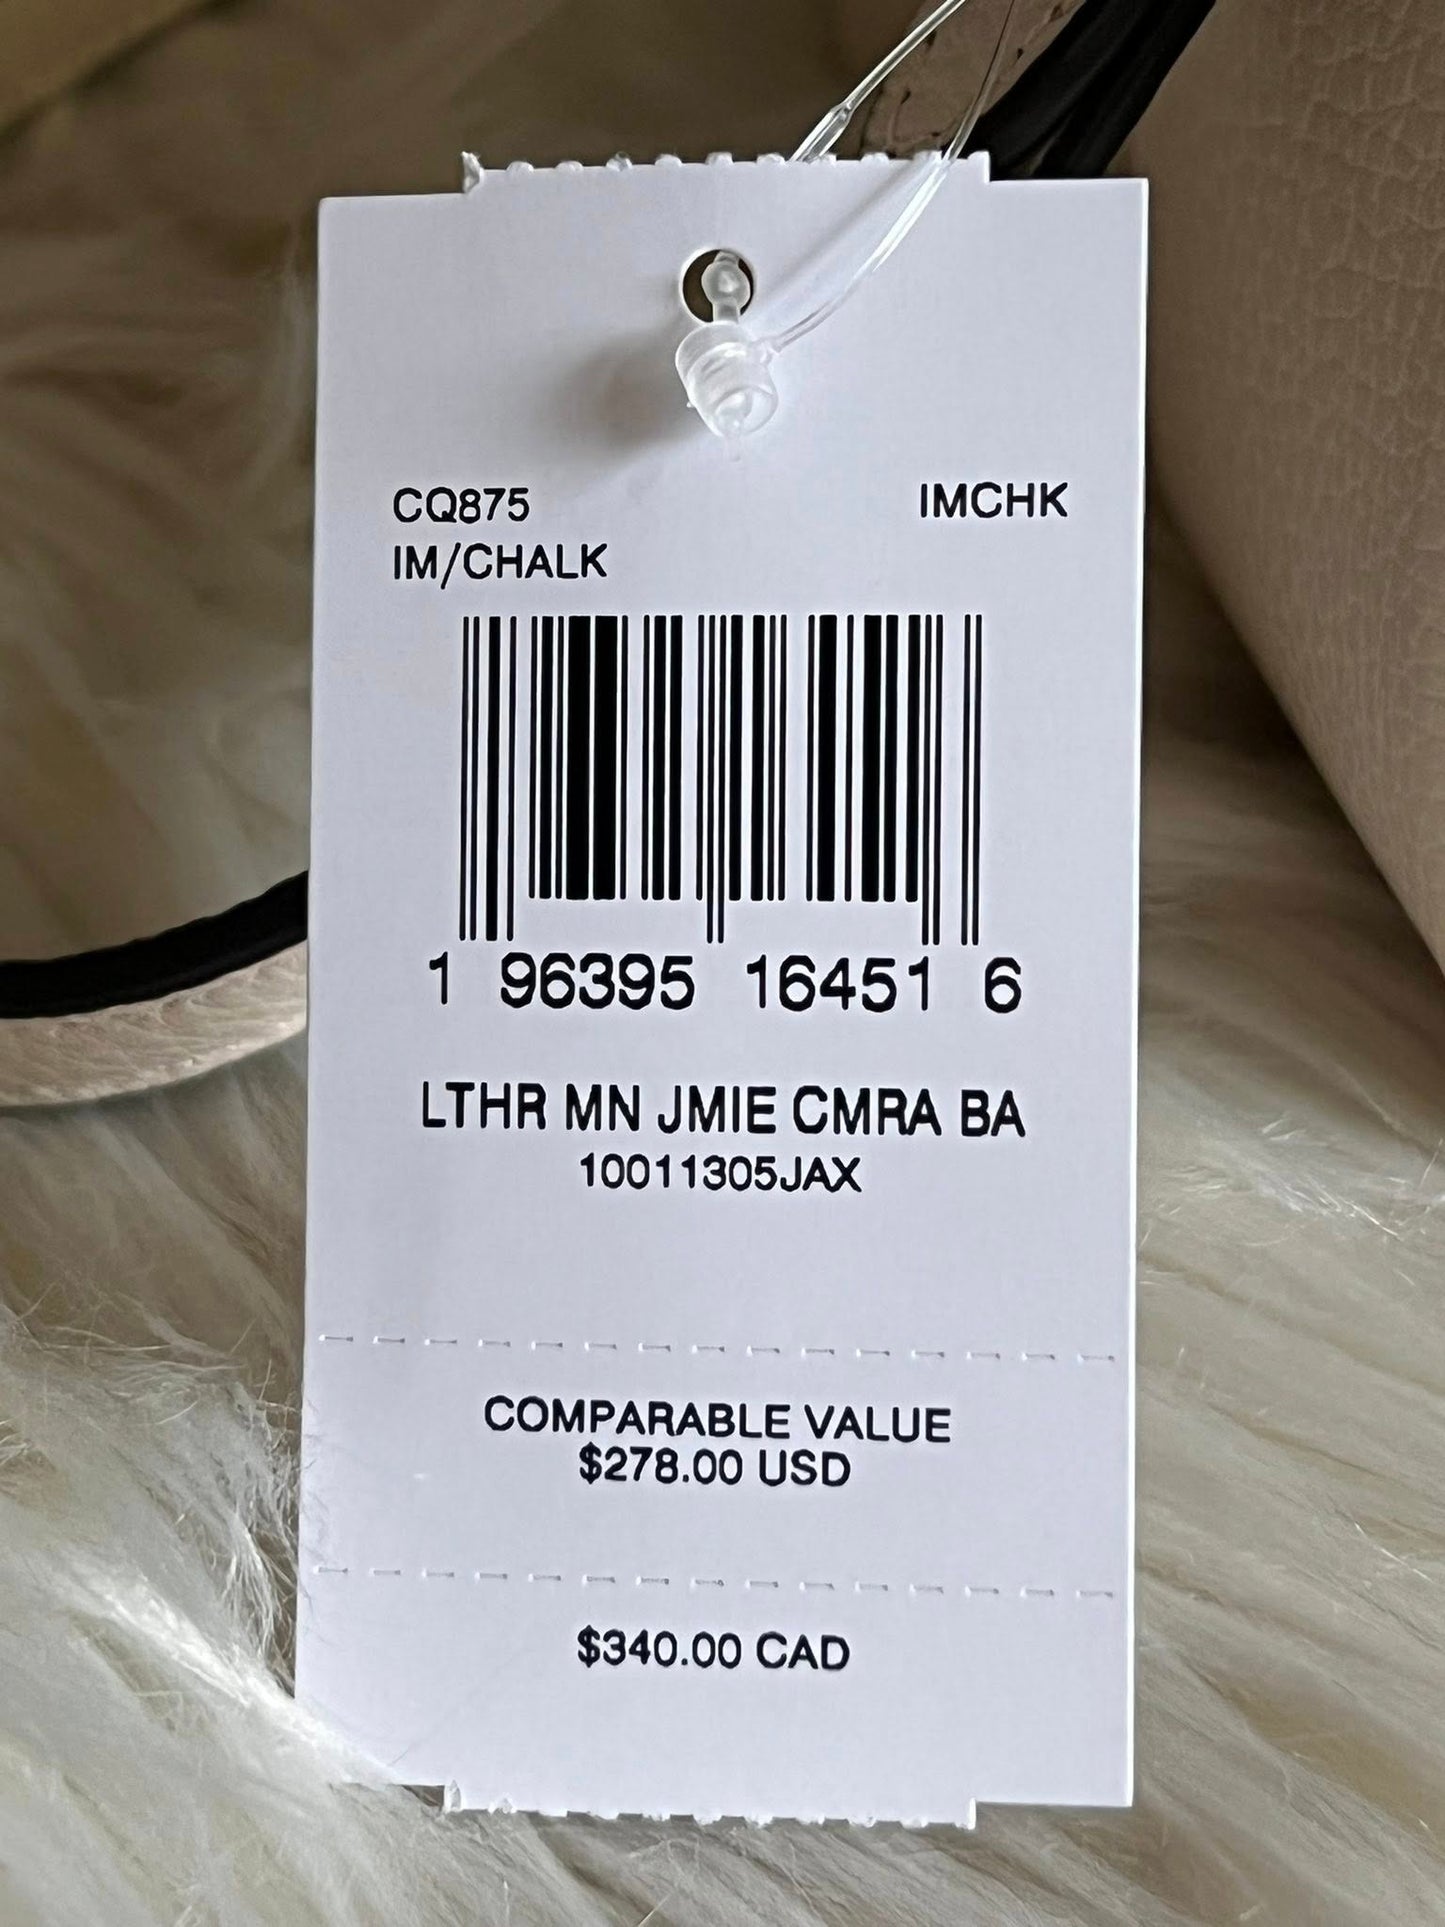 CQ875 IMCHK
IM/CHALK
1 96395 16451 6
LTHR MN JMIE CMRA BA
10011305JAX
COMPARABLE VALUE
$278.00 USD
$340.00 CAD